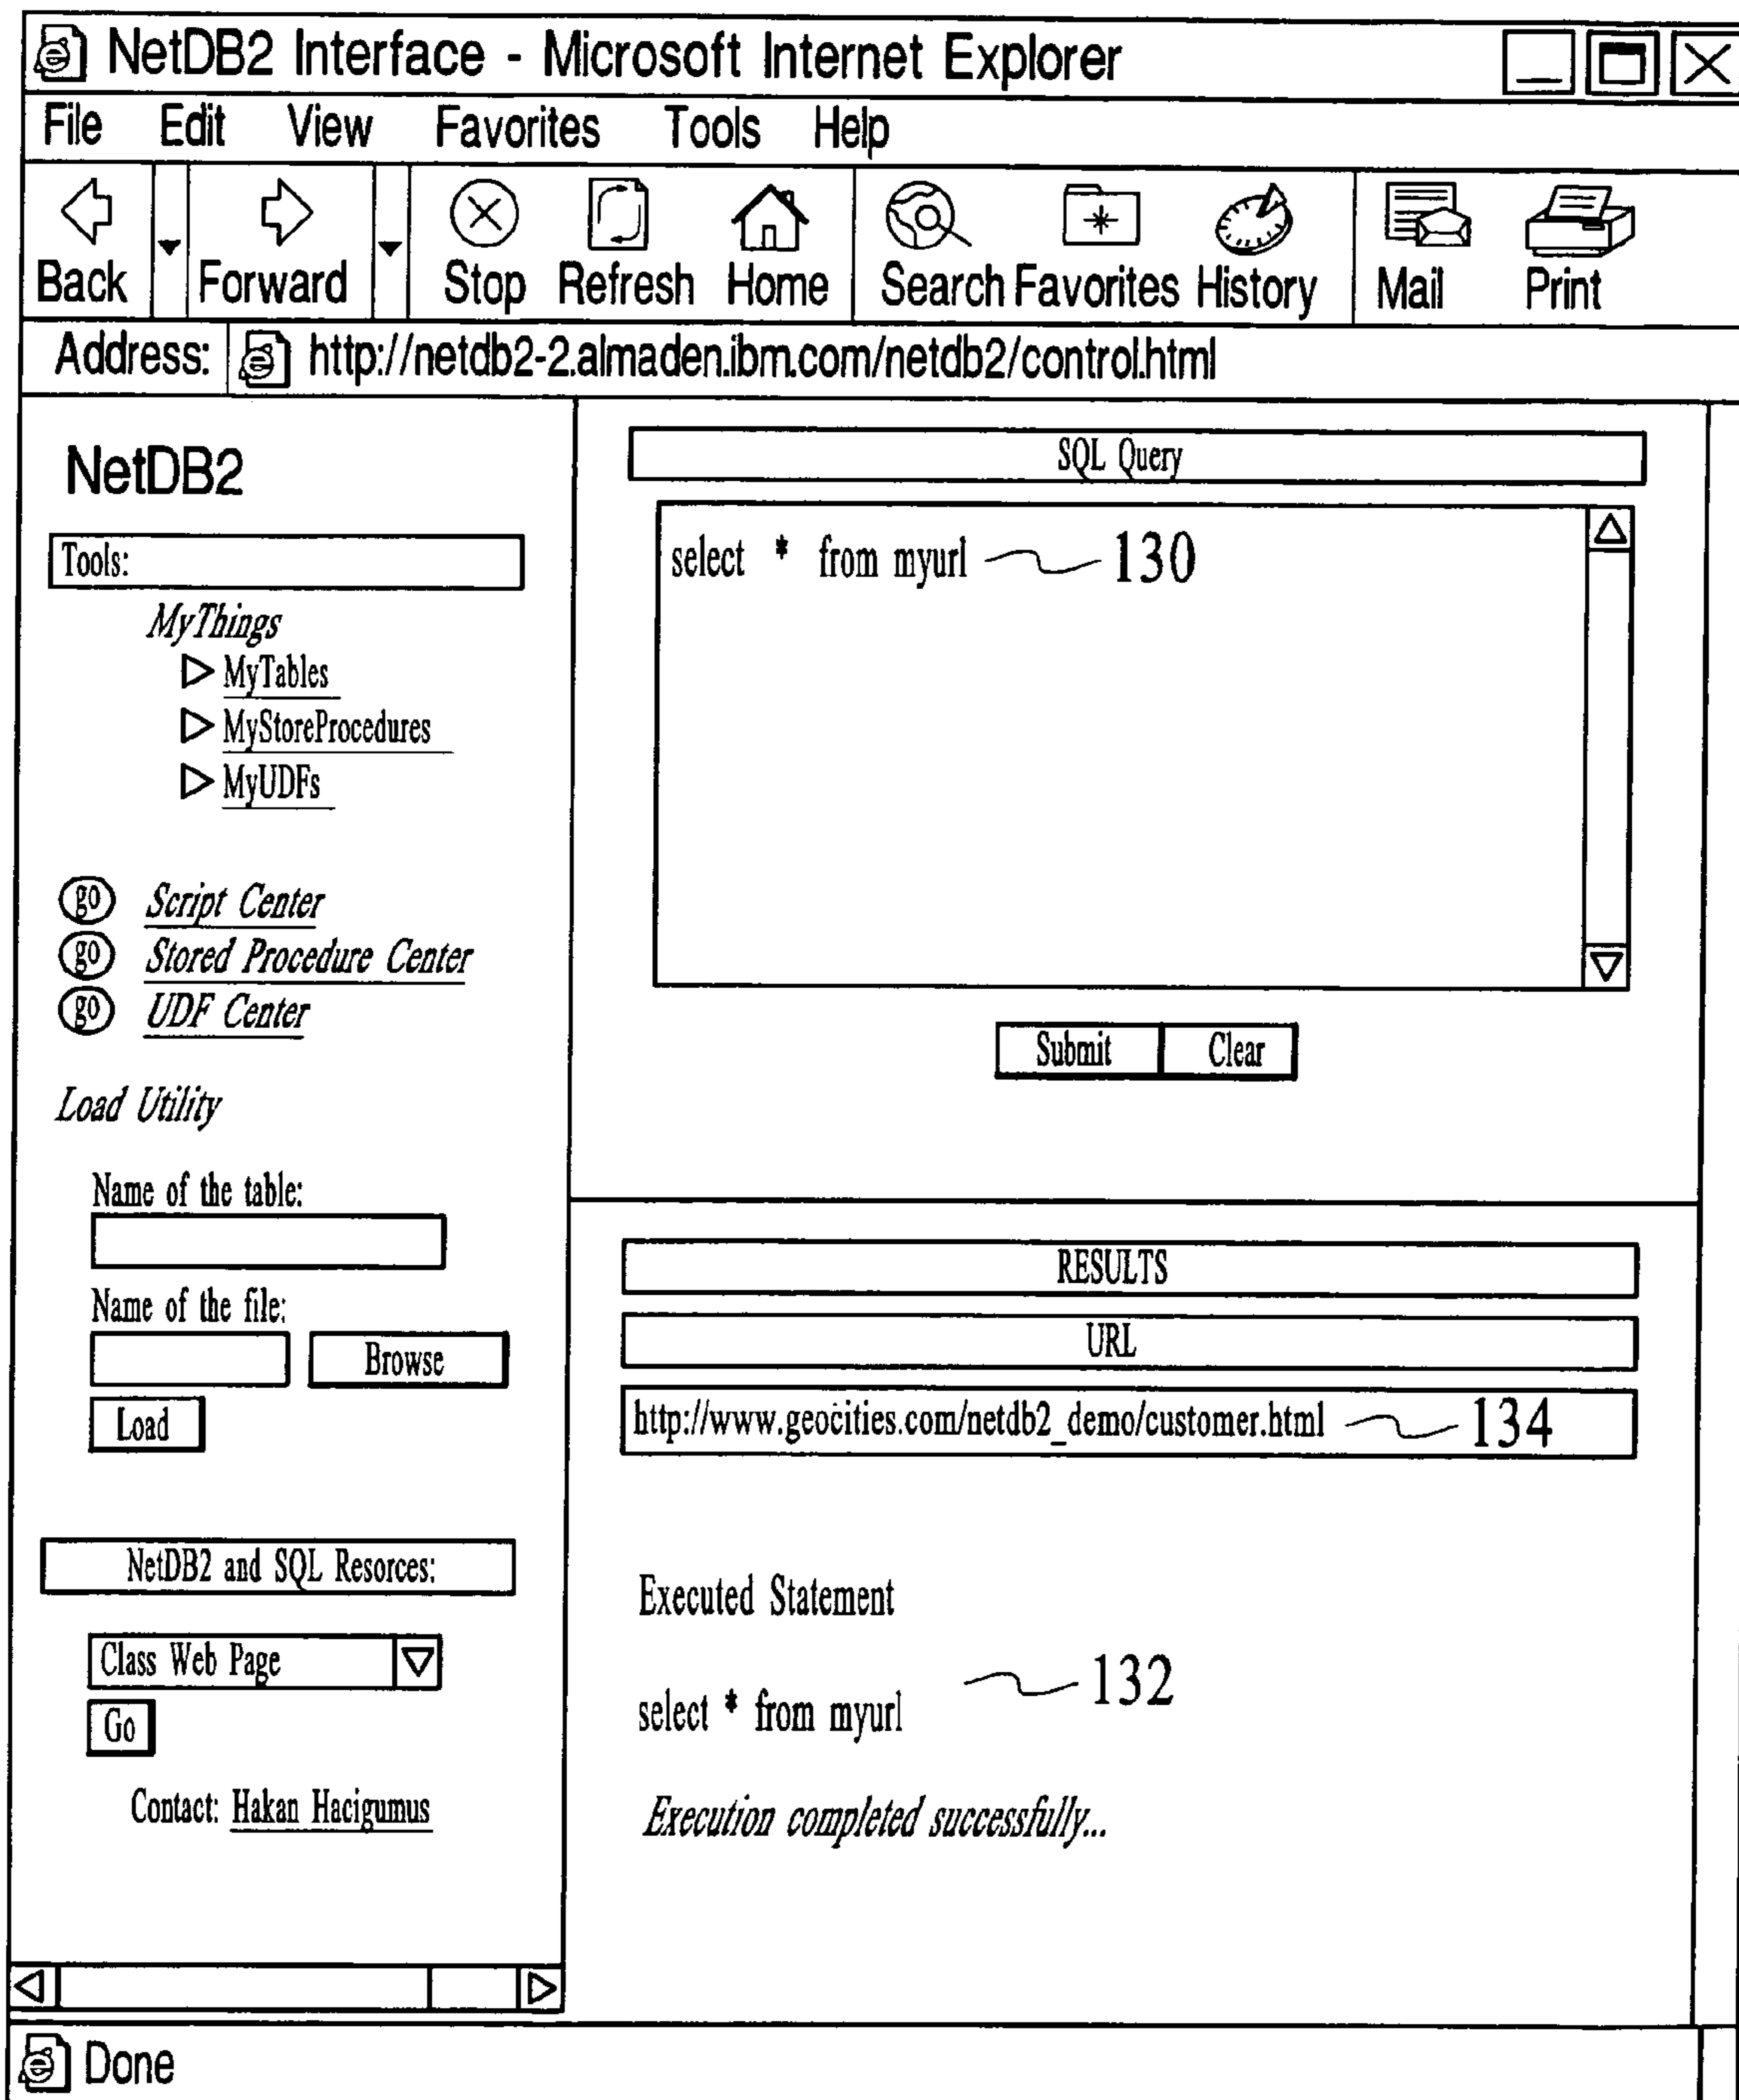 NetDB2 Interface - Microsoft Internet Explorer
File Edit View Favorites Tools Help
Back Forward Stop Refresh Home Search Favorites History Mail Print
Address: http://netdb2-2.almaden.ibm.com/netdb2/control.html
NetDB2
Tools:
MyThings
MyTables
MyStoreProcedures
MyUDFs
go Script Center
go Stored Procedure Center
go UDF Center
Load Utility
Name of the table:
Name of the file:
Browse
Load
NetDB2 and SQL Resorces:
Class Web Page
Go
Contact: Hakan Hacigumus
SQL Query
select * from myurl 130
Submit Clear
RESULTS
URL
http://www.geocities.com/netdb2_demo/customer.html 134
Executed Statement
select * from myurl 132
Execution completed successfully...
Done